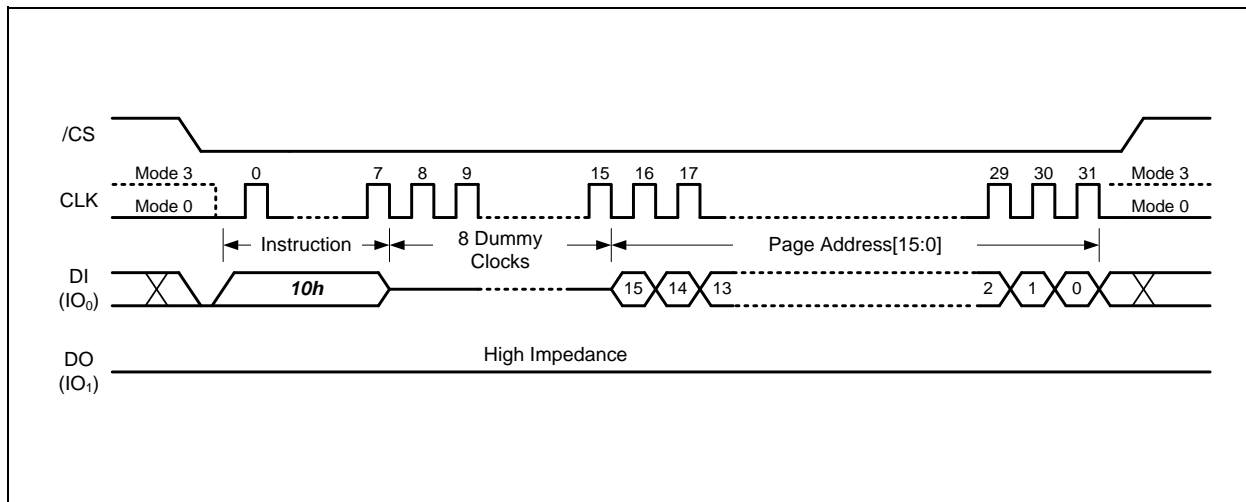 /CS
Mode 3 0 7 8 9 15 16 17 29 30 31 Mode 3
CLK
Mode 0 Mode 0
Instruction 8 Dummy Clocks Page Address[15:0]
DI
(IO0)
10h 15 14 13 2 1 0
High Impedance
DO
(IO1)